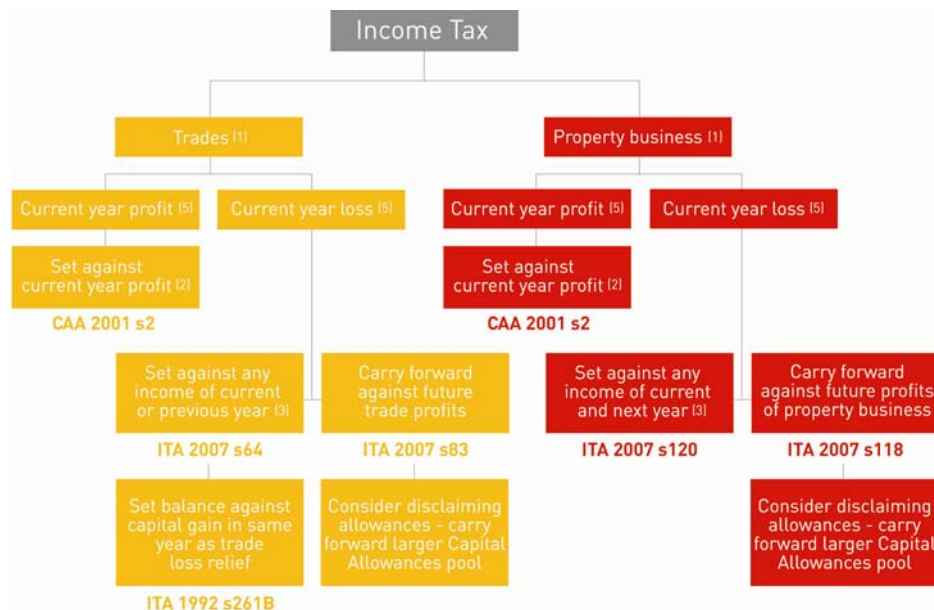 Income Tax
Trades (1)
Property business (1)
Current year profit (5)
Current year loss (5)
Current year profit (5)
Current year loss (5)
Set against
current year profit (2)
CAA 2001 s2
Set against
current year profit (2)
CAA 2001 s2
Set against any
income of current
or previous year (3)
ITA 2007 s64
Carry forward
against future
trade profits
ITA 2007 s83
Set against any
income of current
and next year (3)
ITA 2007 s120
Carry forward
against future profits
of property business
ITA 2007 s118
Set balance against
capital gain in same
year as trade
loss relief
ITA 1992 s261B
Consider disclaiming
allowances - carry
forward larger Capital
Allowances pool
Consider disclaiming
allowances - carry
forward larger Capital
Allowances pool